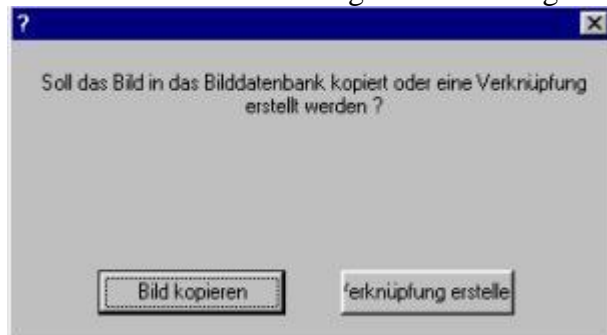 ?
Soll das Bild in das Bilddatenbank kopiert oder eine Verknüpfung
erstellt werden ?
Bild kopieren
erknüpfung erstelle